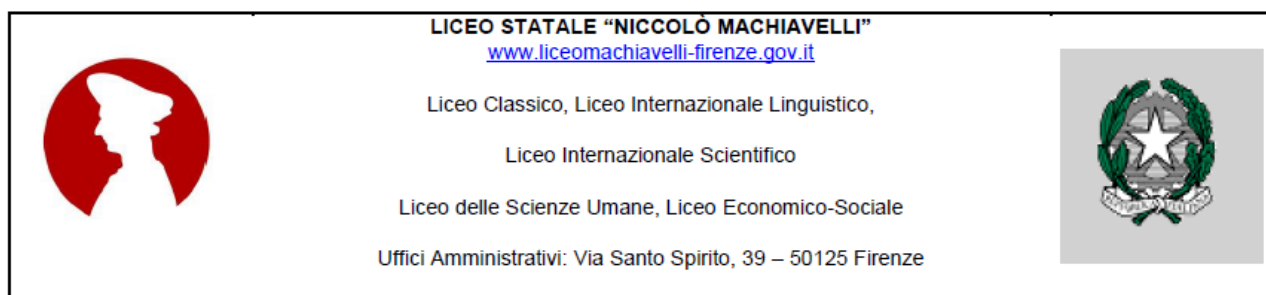 LICEO STATALE “NICCOLÒ MACHIAVELLI”
www.liceomachiavelli-firenze.gov.it
Liceo Classico, Liceo Internazionale Linguistico,
Liceo Internazionale Scientifico
Liceo delle Scienze Umane, Liceo Economico-Sociale
Uffici Amministrativi: Via Santo Spirito, 39 – 50125 Firenze